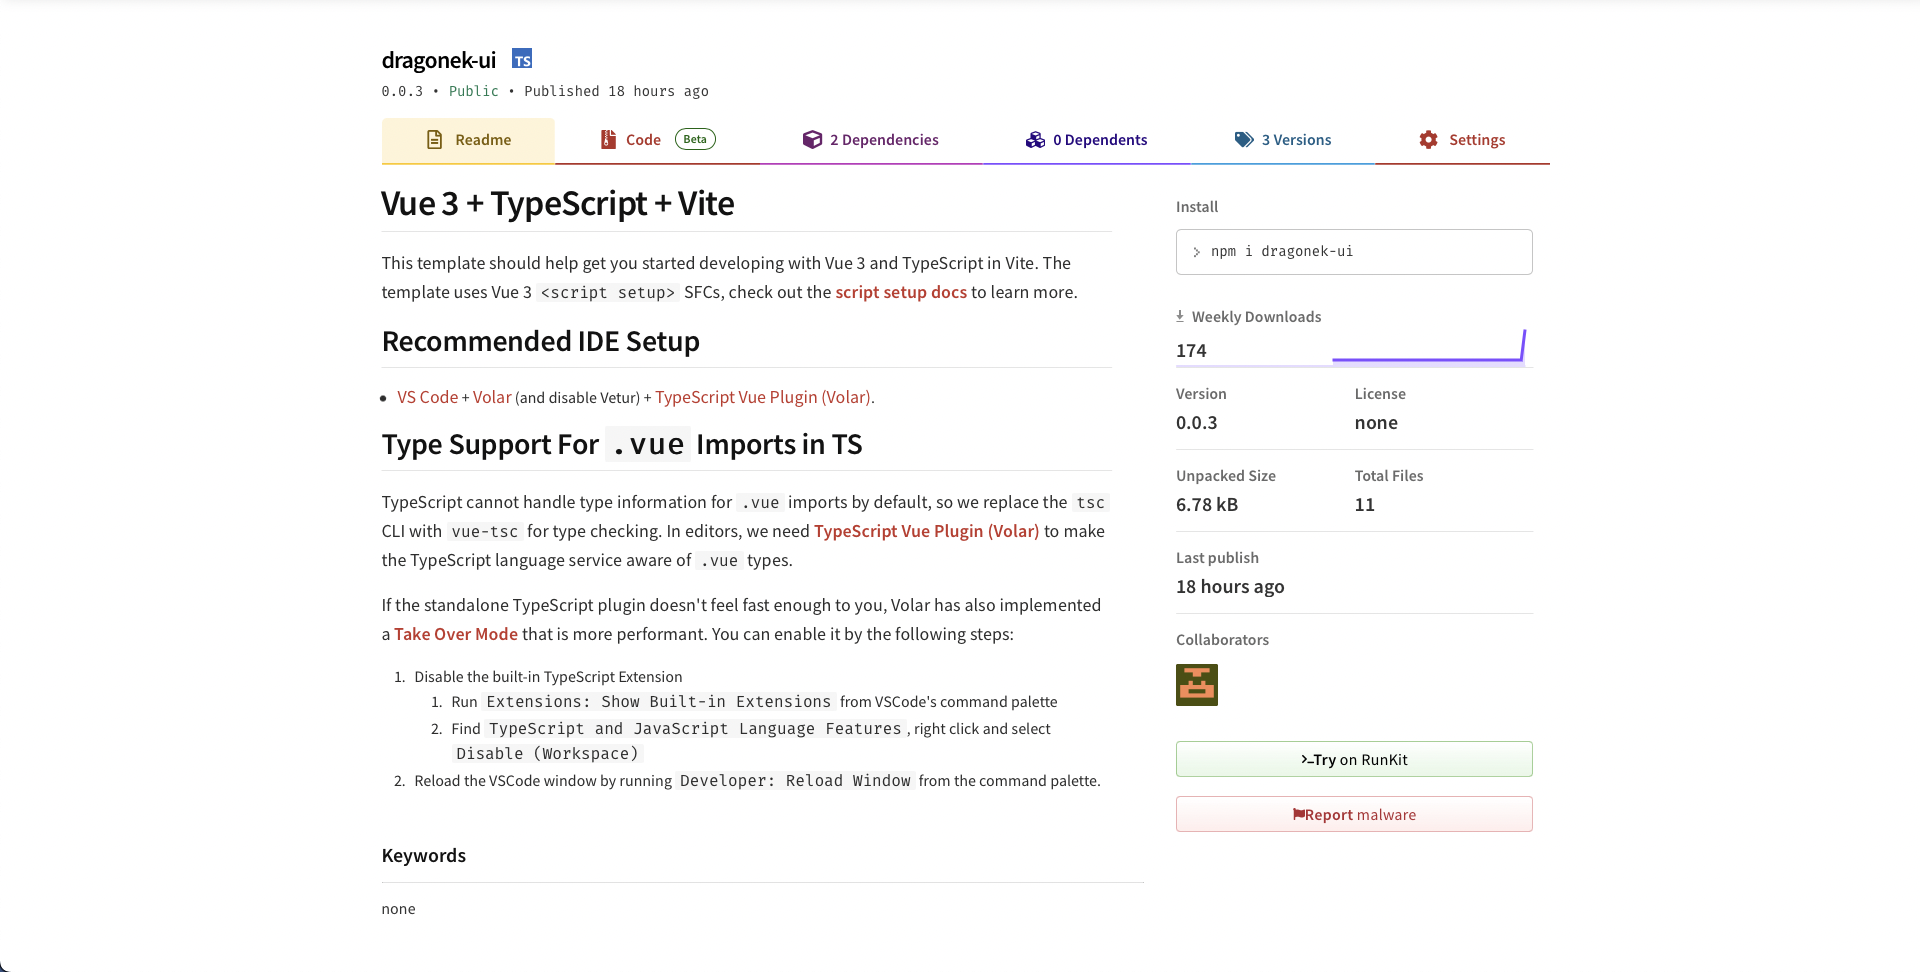 dragonek-ui TS
0.0.3 • Public • Published 18 hours ago
Readme
Code Beta
2 Dependencies
0 Dependents
3 Versions
Settings
Vue 3 + TypeScript + Vite
This template should help get you started developing with Vue 3 and TypeScript in Vite. The
template uses Vue 3 <script setup> SFCs, check out the script setup docs to learn more.
Recommended IDE Setup
• VS Code + Volar (and disable Vetur) + TypeScript Vue Plugin (Volar).
Type Support For .vue Imports in TS
TypeScript cannot handle type information for .vue imports by default, so we replace the tsc
CLI with vue-tsc for type checking. In editors, we need TypeScript Vue Plugin (Volar) to make
the TypeScript language service aware of .vue types.
If the standalone TypeScript plugin doesn't feel fast enough to you, Volar has also implemented
a Take Over Mode that is more performant. You can enable it by the following steps:
1. Disable the built-in TypeScript Extension
1. Run Extensions: Show Built-in Extensions from VSCode's command palette
2. Find TypeScript and JavaScript Language Features , right click and select
Disable (Workspace)
2. Reload the VSCode window by running Developer: Reload Window from the command palette.
Keywords
none
Install
> npm i dragonek-ui
Weekly Downloads
174
Version
0.0.3
License
none
Unpacked Size
6.78 kB
Total Files
11
Last publish
18 hours ago
Collaborators
Try on RunKit
Report malware